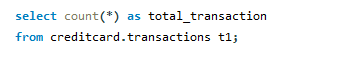 select count(*) as total_transaction
from creditcard.transactions t1;